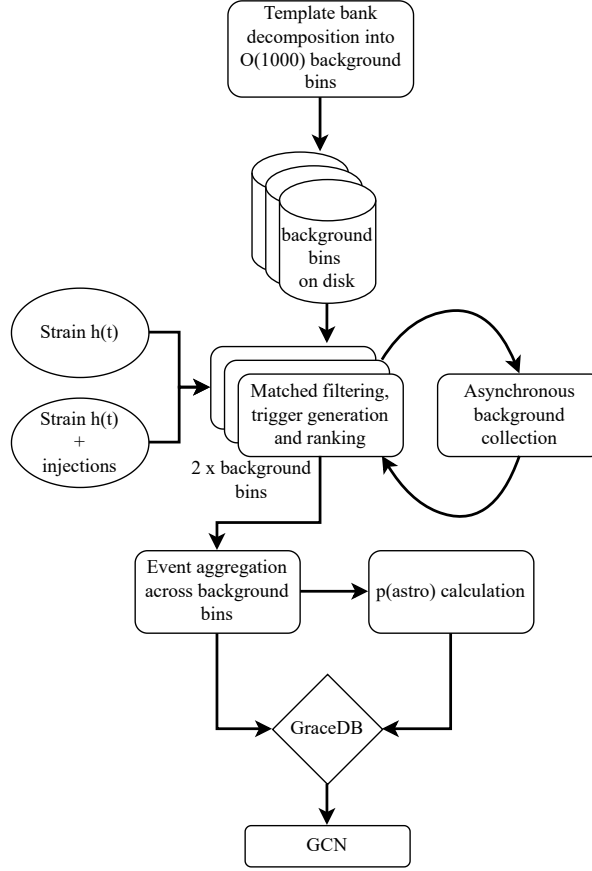 Template bank
decomposition into
O(1000) background
bins
background
bins
on disk
Strain h(t)
Strain h(t)
+
injections
Matched filtering,
trigger generation
and ranking
Asynchronous
background
collection
2 x background
bins
Event aggregation
across background
bins
p(astro) calculation
GraceDB
GCN